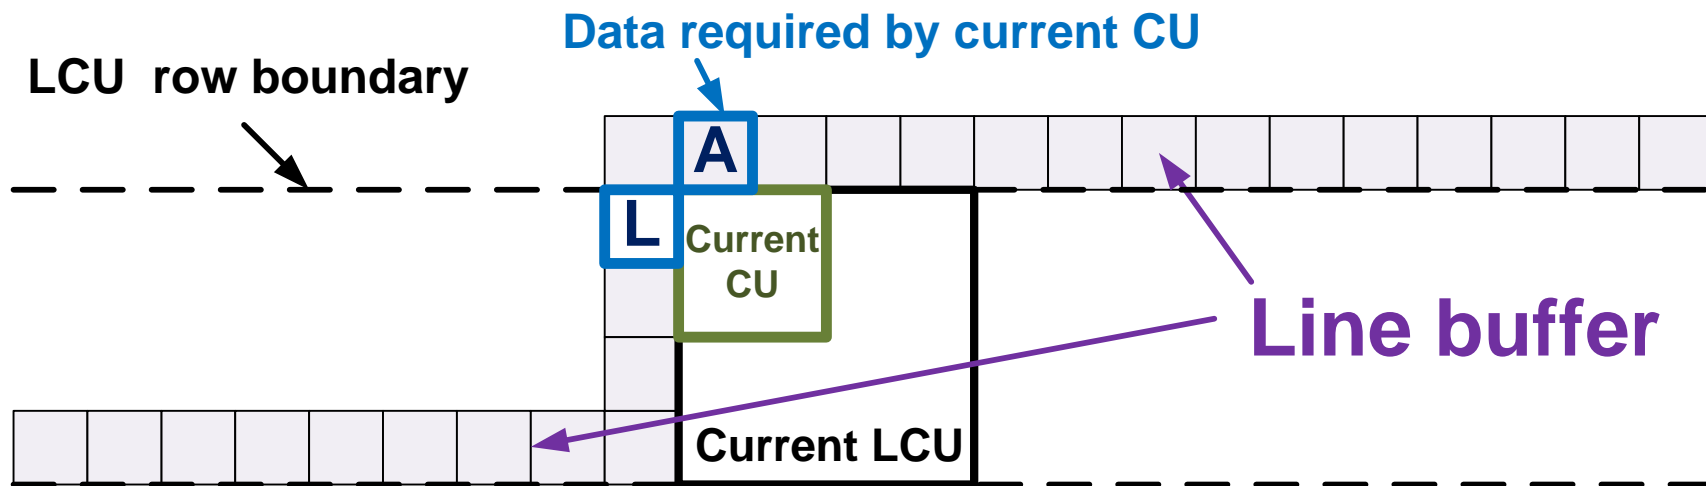 Data required by current CU
LCU row boundary
A
L
Current
CU
Line buffer
Current LCU